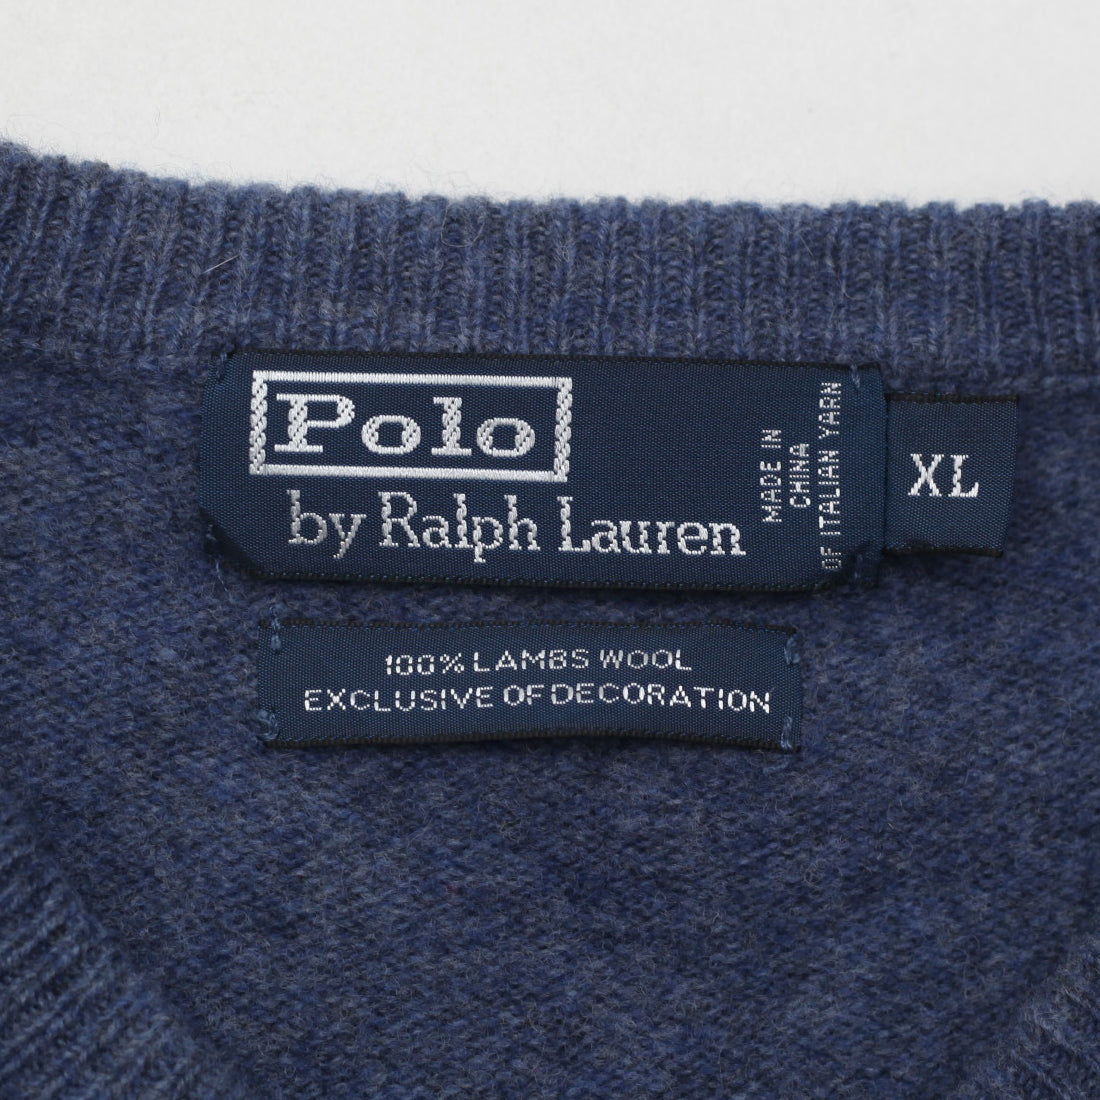 Polo
by Ralph Lauren
MADE IN
CHINA
OF ITALIAN YARN
XL
100% LAMBS WOOL
EXCLUSIVE OF DECORATION